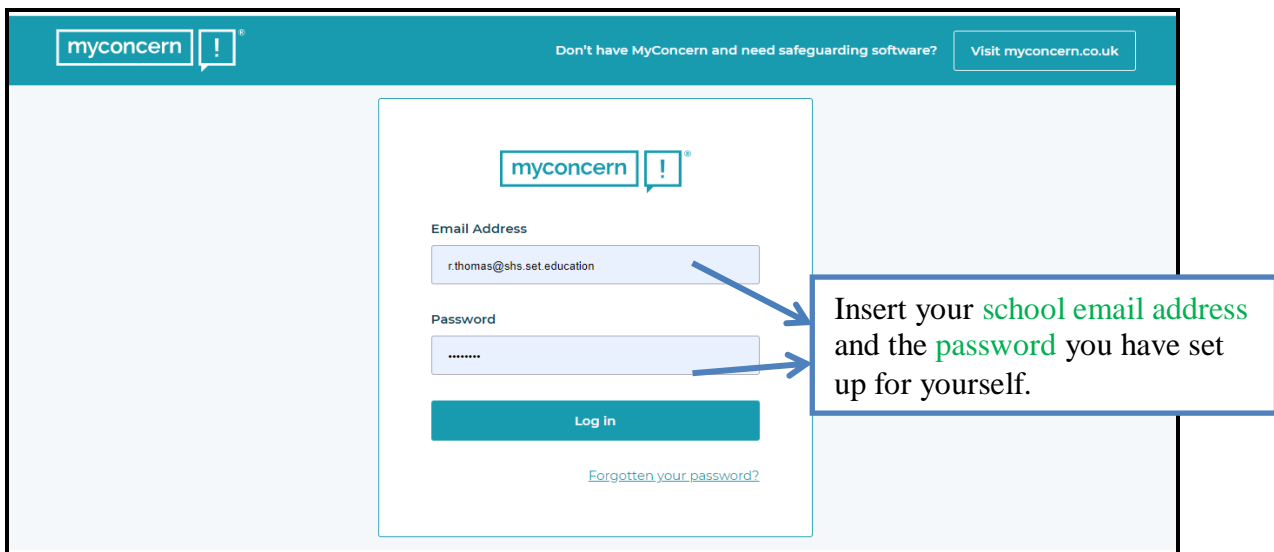 myconcern ! ®
Don't have MyConcern and need safeguarding software?
Visit myconcern.co.uk
myconcern ! ®
Email Address
r.thomas@shs.set.education
Password
••••••••
Log in
Forgotten your password?
Insert your school email address
and the password you have set
up for yourself.